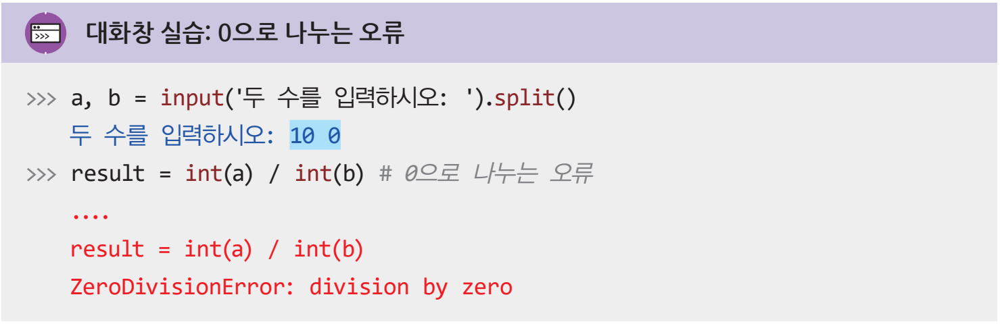 >>> 대화창 실습: 0으로 나누는 오류
>>> a, b = input('두 수를 입력하시오: ').split()
두 수를 입력하시오: 10 0
>>> result = int(a) / int(b) # 0으로 나누는 오류
....
result = int(a) / int(b)
ZeroDivisionError: division by zero